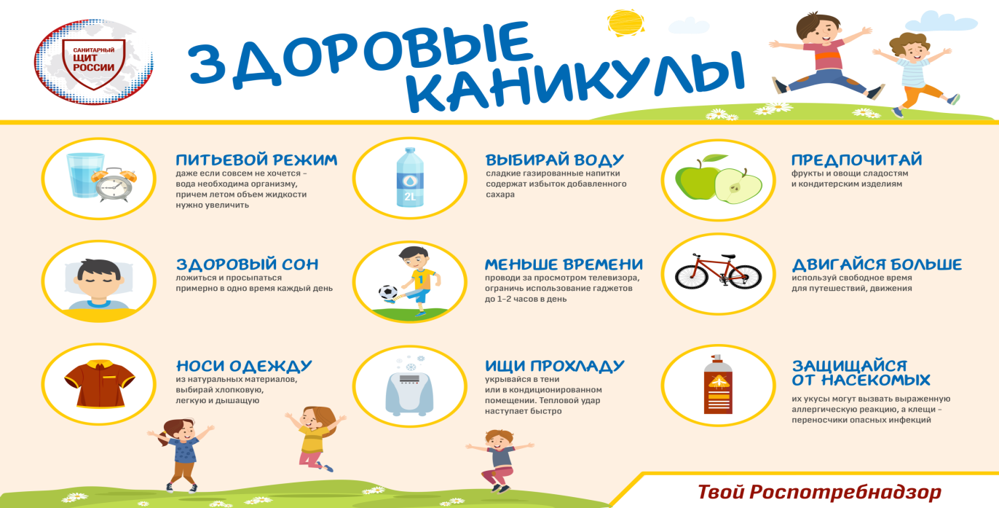 САНИТАРНЫЙ
ЩИТ
РОССИИ
ЗДОРОВЫЕ
КАНИКУЛЫ
ПИТЬЕВОЙ РЕЖИМ
даже если совсем не хочется –
вода необходима организму,
причем летом объем жидкости
нужно увеличить
2L
ВЫБИРАЙ ВОДУ
сладкие газированные напитки
содержат избыток добавленного
сахара
ПРЕДПОЧИТАЙ
фрукты и овощи сладостям
и кондитерским изделиям
ЗДОРОВЫЙ СОН
ложиться и просыпаться
примерно в одно время каждый день
1
МЕНЬШЕ ВРЕМЕНИ
проводи за просмотром телевизора,
ограничь использование гаджетов
до 1–2 часов в день
ДВИГАЙСЯ БОЛЬШЕ
используй свободное время
для путешествий, движения
НОСИ ОДЕЖДУ
из натуральных материалов,
выбирай хлопковую,
легкую и дышащую
ИЩИ ПРОХЛАДУ
укрывайся в тени
или в кондиционированном
помещении. Тепловой удар
наступает быстро
ЗАЩИЩАЙСЯ
ОТ НАСЕКОМЫХ
их укусы могут вызвать выраженную
аллергическую реакцию, а клещи –
переносчики опасных инфекций
Твой Роспотребнадзор